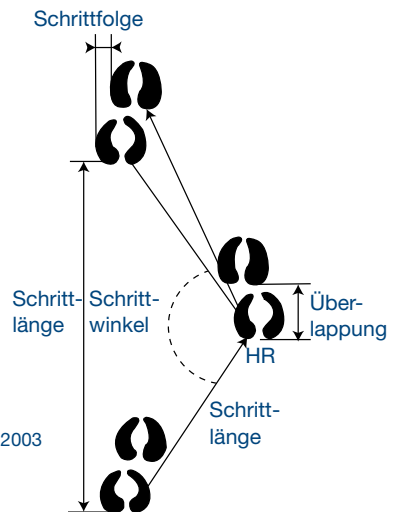 Schrittfolge
Schritt-
länge
Schritt-
winkel
Über-
lappung
HR
Schritt-
länge
2003